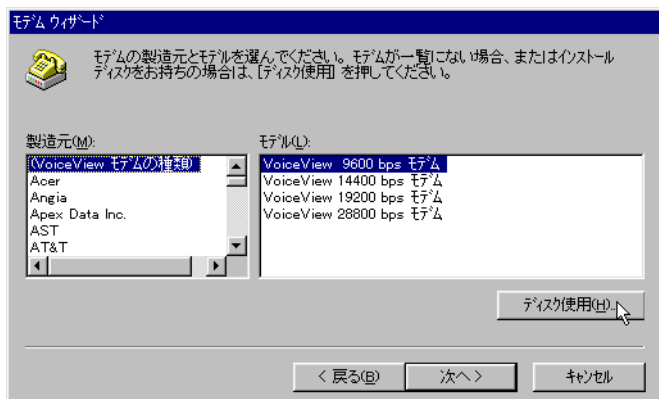 モデム ウィザード
モデムの製造元とモデルを選んでください。モデムが一覧にない場合、またはインストール
ディスクをお持ちの場合は、[ディスク使用] を押してください。
製造元(M):
モデル(L):
(VoiceView モデムの種類)
Acer
Angia
Apex Data Inc.
AST
AT&T
VoiceView 9600 bps モデム
VoiceView 14400 bps モデム
VoiceView 19200 bps モデム
VoiceView 28800 bps モデム
ディスク使用(H)...
< 戻る(B)
次へ >
キャンセル